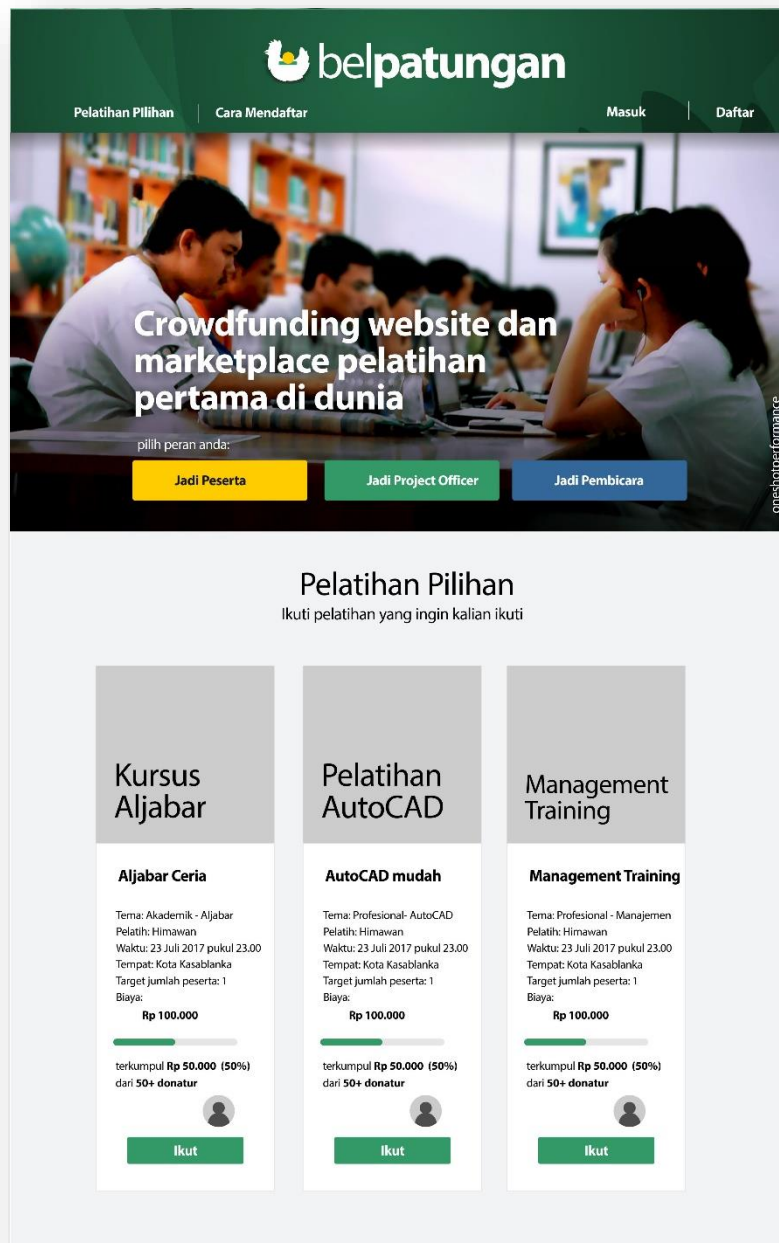 belpatungan
Pelatihan PIlihan
Cara Mendaftar
Masuk
Daftar
Crowdfunding website dan
marketplace pelatihan
pertama di dunia
pilih peran anda:
Jadi Peserta
Jadi Project Officer
Jadi Pembicara
oneshotperformance
Pelatihan Pilihan
Ikuti pelatihan yang ingin kalian ikuti
Kursus
Aljabar
Aljabar Ceria
Tema: Akademik - Aljabar
Pelatih: Himawan
Waktu: 23 Juli 2017 pukul 23.00
Tempat: Kota Kasablanka
Target jumlah peserta: 1
Biaya:
Rp 100.000
terkumpul Rp 50.000 (50%)
dari 50+ donatur
Ikut
Pelatihan
AutoCAD
AutoCAD mudah
Tema: Profesional- AutoCAD
Pelatih: Himawan
Waktu: 23 Juli 2017 pukul 23.00
Tempat: Kota Kasablanka
Target jumlah peserta: 1
Biaya:
Rp 100.000
terkumpul Rp 50.000 (50%)
dari 50+ donatur
Ikut
Management
Training
Management Training
Tema: Profesional - Manajemen
Pelatih: Himawan
Waktu: 23 Juli 2017 pukul 23.00
Tempat: Kota Kasablanka
Target jumlah peserta: 1
Biaya:
Rp 100.000
terkumpul Rp 50.000 (50%)
dari 50+ donatur
Ikut